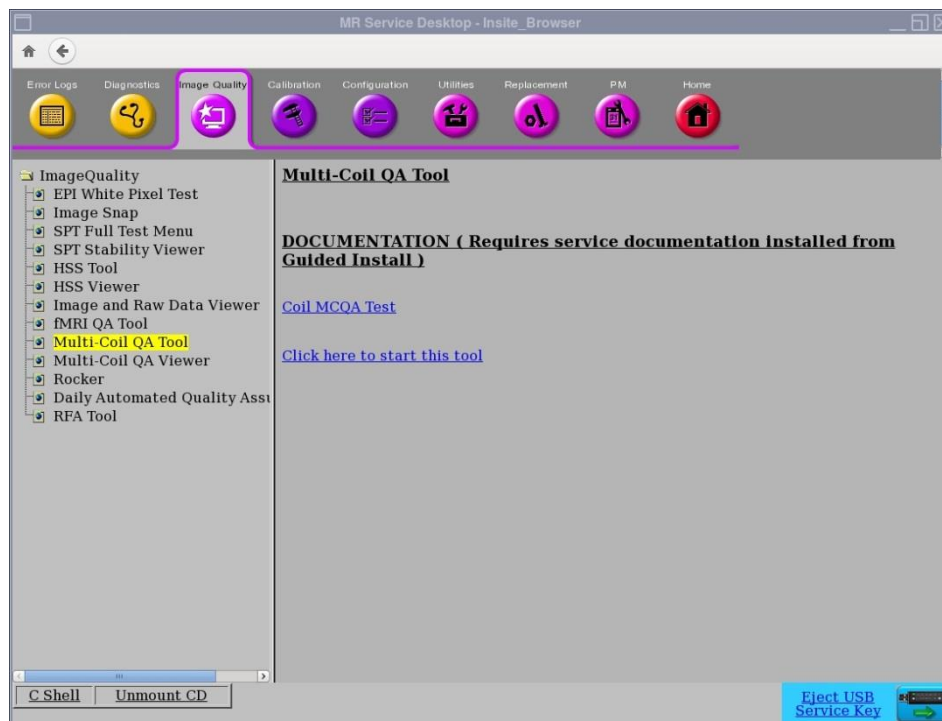 MR Service Desktop - Insite_Browser
Error Logs Diagnostics Image Quality Calibration Configuration Utilities Replacement PM Home
ImageQuality
EPI White Pixel Test
Image Snap
SPT Full Test Menu
SPT Stability Viewer
HSS Tool
HSS Viewer
Image and Raw Data Viewer
fMRI QA Tool
Multi-Coil QA Tool
Multi-Coil QA Viewer
Rocker
Daily Automated Quality Assu
RFA Tool
Multi-Coil QA Tool
DOCUMENTATION ( Requires service documentation installed from
Guided Install )
Coil MCQA Test
Click here to start this tool
C Shell Unmount CD
Eject USB
Service Key